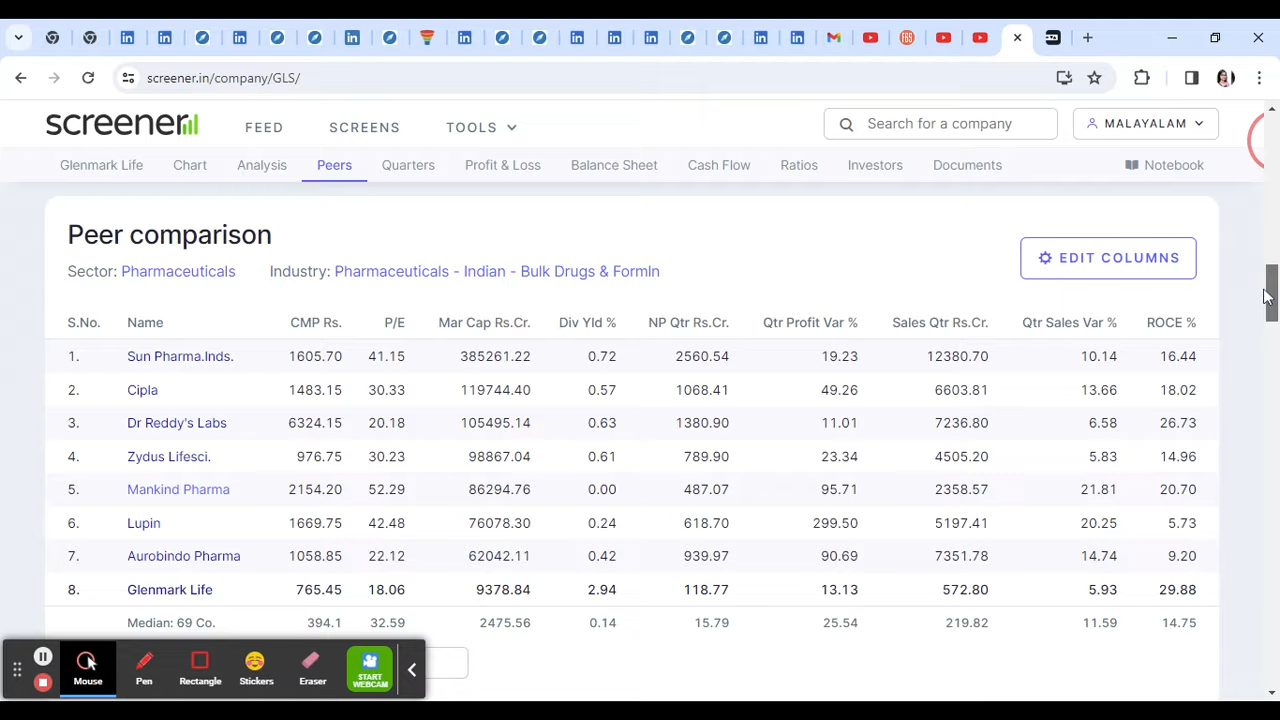 screener.in/company/GLS/
screener
FEED SCREENS TOOLS
Search for a company
MALAYALAM
Glenmark Life Chart Analysis Peers Quarters Profit & Loss Balance Sheet Cash Flow Ratios Investors Documents Notebook
Peer comparison
EDIT COLUMNS
Sector: Pharmaceuticals Industry: Pharmaceuticals - Indian - Bulk Drugs & Formln
S.No. Name CMP Rs. P/E Mar Cap Rs.Cr. Div Yld % NP Qtr Rs.Cr. Qtr Profit Var % Sales Qtr Rs.Cr. Qtr Sales Var % ROCE %
1. Sun Pharma.Inds. 1605.70 41.15 385261.22 0.72 2560.54 19.23 12380.70 10.14 16.44
2. Cipla 1483.15 30.33 119744.40 0.57 1068.41 49.26 6603.81 13.66 18.02
3. Dr Reddy's Labs 6324.15 20.18 105495.14 0.63 1380.90 11.01 7236.80 6.58 26.73
4. Zydus Lifesci. 976.75 30.23 98867.04 0.61 789.90 23.34 4505.20 5.83 14.96
5. Mankind Pharma 2154.20 52.29 86294.76 0.00 487.07 95.71 2358.57 21.81 20.70
6. Lupin 1669.75 42.48 76078.30 0.24 618.70 299.50 5197.41 20.25 5.73
7. Aurobindo Pharma 1058.85 22.12 62042.11 0.42 939.97 90.69 7351.78 14.74 9.20
8. Glenmark Life 765.45 18.06 9378.84 2.94 118.77 13.13 572.80 5.93 29.88
Median: 69 Co. 394.1 32.59 2475.56 0.14 15.79 25.54 219.82 11.59 14.75
Mouse Pen Rectangle Stickers Eraser START WEBCAM